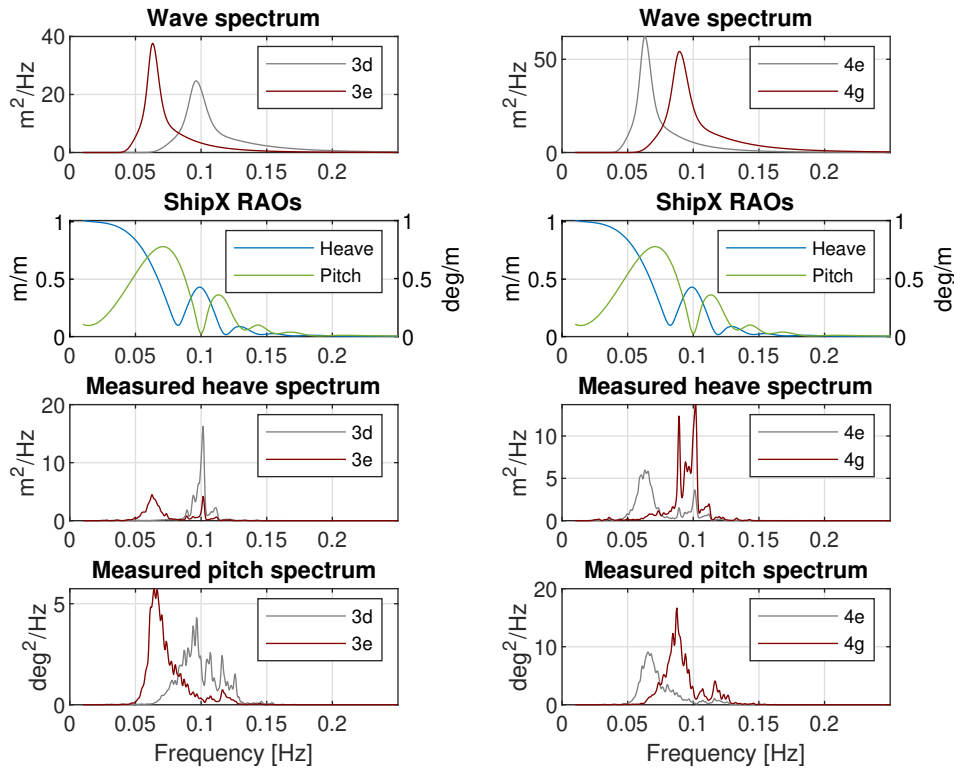 Wave spectrum
m²/Hz
40
20
0
0 0.05 0.1 0.15 0.2
3d
3e
Wave spectrum
m²/Hz
50
0
0 0.05 0.1 0.15 0.2
4e
4g
ShipX RAOs
m/m
1
0.5
0
deg/m
1
0.5
0
0 0.05 0.1 0.15 0.2
Heave
Pitch
ShipX RAOs
m/m
1
0.5
0
deg/m
1
0.5
0
0 0.05 0.1 0.15 0.2
Heave
Pitch
Measured heave spectrum
m²/Hz
20
10
0
0 0.05 0.1 0.15 0.2
3d
3e
Measured heave spectrum
m²/Hz
10
5
0
0 0.05 0.1 0.15 0.2
4e
4g
Measured pitch spectrum
deg²/Hz
5
0
0 0.05 0.1 0.15 0.2
3d
3e
Frequency [Hz]
Measured pitch spectrum
deg²/Hz
20
10
0
0 0.05 0.1 0.15 0.2
4e
4g
Frequency [Hz]